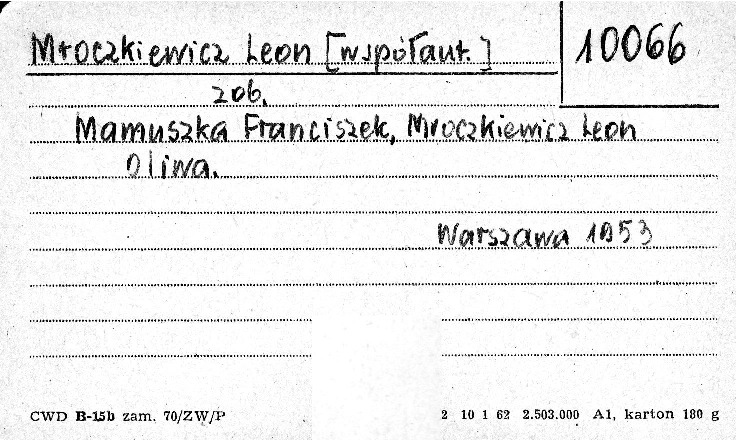 Mroczkiewicz Leon [współaut.]
10066
zob.
Mamuszka Franciszek, Mroczkiewicz Leon
Oliwa.
Warszawa 1953
CWD B-15b zam. 70/ZW/P
2 10 1 62 2.503.000 A1, karton 180 g